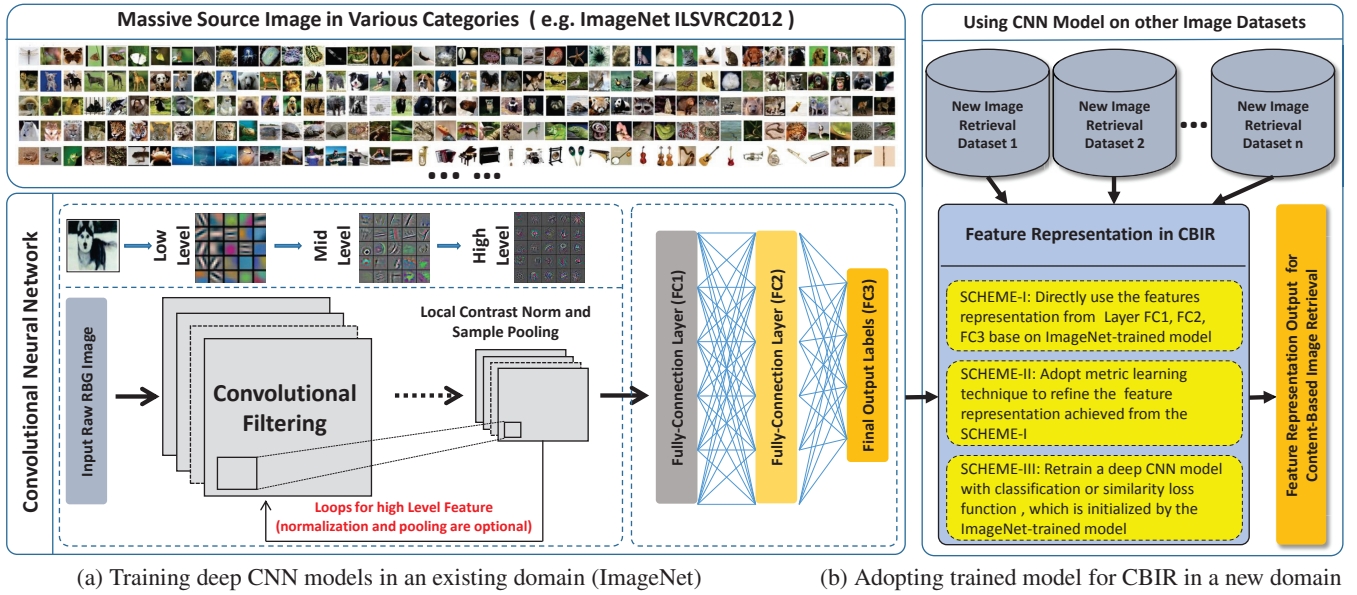 Massive Source Image in Various Categories ( e.g. ImageNet ILSVRC2012 )
... ...
Convolutional Neural Network
Low
Level
Mid
Level
High
Level
Input Raw RBG Image
Convolutional
Filtering
Local Contrast Norm and
Sample Pooling
Loops for high Level Feature
(normalization and pooling are optional)
Fully-Connection Layer (FC1)
Fully-Connection Layer (FC2)
Final Output Labels (FC3)
(a) Training deep CNN models in an existing domain (ImageNet)
Using CNN Model on other Image Datasets
New Image
Retrieval
Dataset 1
New Image
Retrieval
Dataset 2
...
New Image
Retrieval
Dataset n
Feature Representation in CBIR
SCHEME-I: Directly use the features
representation from Layer FC1, FC2,
FC3 base on ImageNet-trained model
SCHEME-II: Adopt metric learning
technique to refine the feature
representation achieved from the
SCHEME-I
SCHEME-III: Retrain a deep CNN model
with classification or similarity loss
function , which is initialized by the
ImageNet-trained model
Feature Representation Output for
Content-Based Image Retrieval
(b) Adopting trained model for CBIR in a new domain